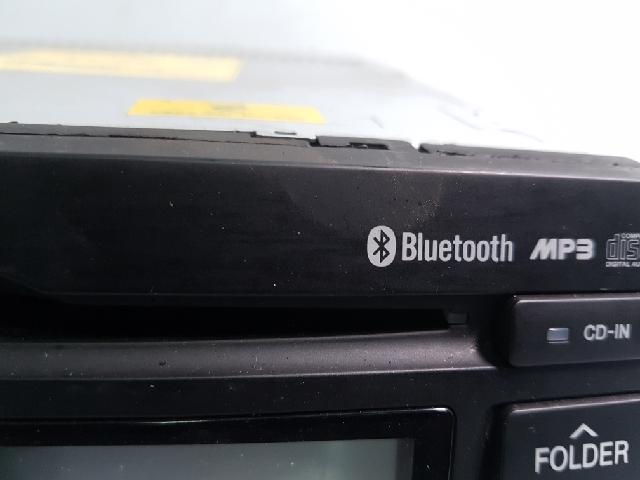 Bluetooth MP3
CD-IN
FOLDER